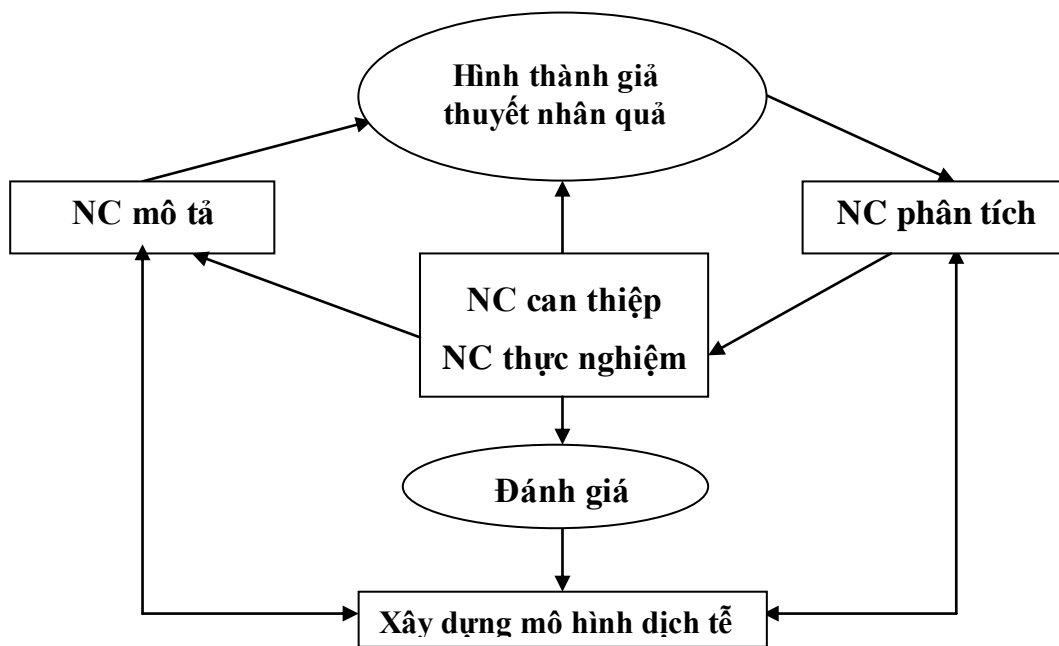 Hình thành giả
thuyết nhân quả
NC mô tả
NC phân tích
NC can thiệp
NC thực nghiệm
Đánh giá
Xây dựng mô hình dịch tễ